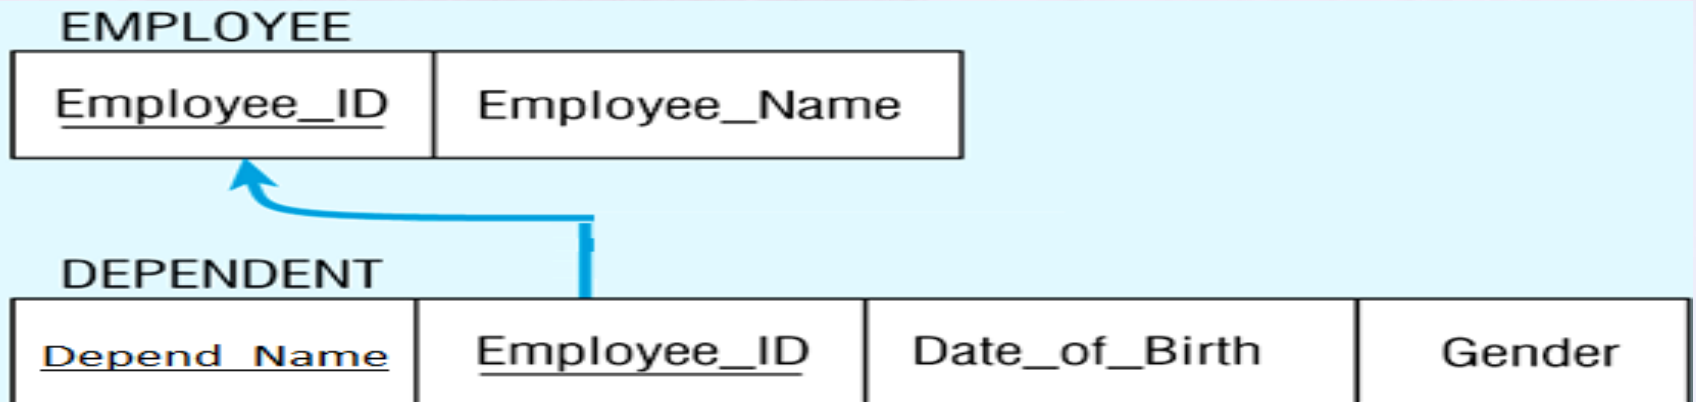 EMPLOYEE
Employee_ID Employee_Name
DEPENDENT
Depend_Name Employee_ID Date_of_Birth Gender